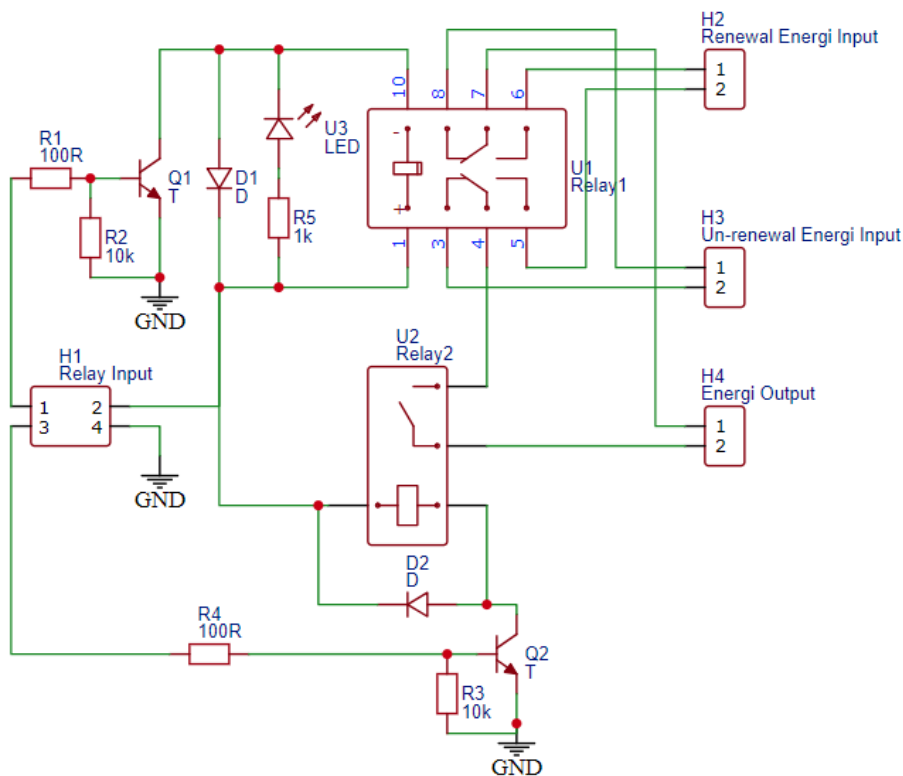 H2
Renewal Energi Input
1
2
10
8
7
6
U3
LED
-
+
U1
Relay1
R1
100R
Q1
T
D1
D
R5
1k
R2
10k
1
3
4
5
H3
Un-renewal Energi Input
1
2
GND
U2
Relay2
H1
Relay Input
1 2
3 4
H4
Energi Output
1
2
GND
D2
D
R4
100R
Q2
T
R3
10k
GND